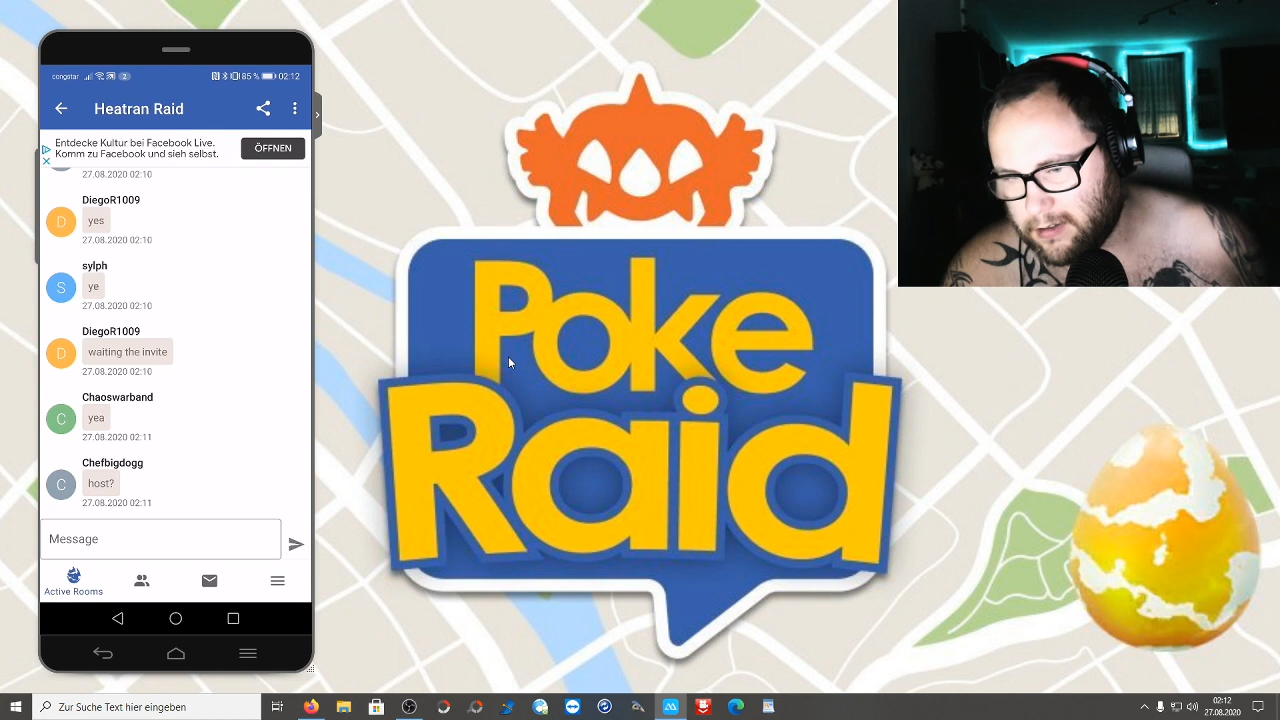 congstar 2 85 % 02:12
Heatran Raid
Entdecke Kultur bei Facebook Live.
Komm zu Facebook und sieh selbst.
ÖFFNEN
27.08.2020 02:10
DiegoR1009
D
yes
27.08.2020 02:10
sylph
S
ye
27.08.2020 02:10
DiegoR1009
D
waiting the invite
27.08.2020 02:10
Chaoswarband
C
yea
27.08.2020 02:11
Chefbigdogg
C
host?
27.08.2020 02:11
Message
Active Rooms
Poke
Raid
Zur Suche Text hier eingeben
02:12
27.08.2020